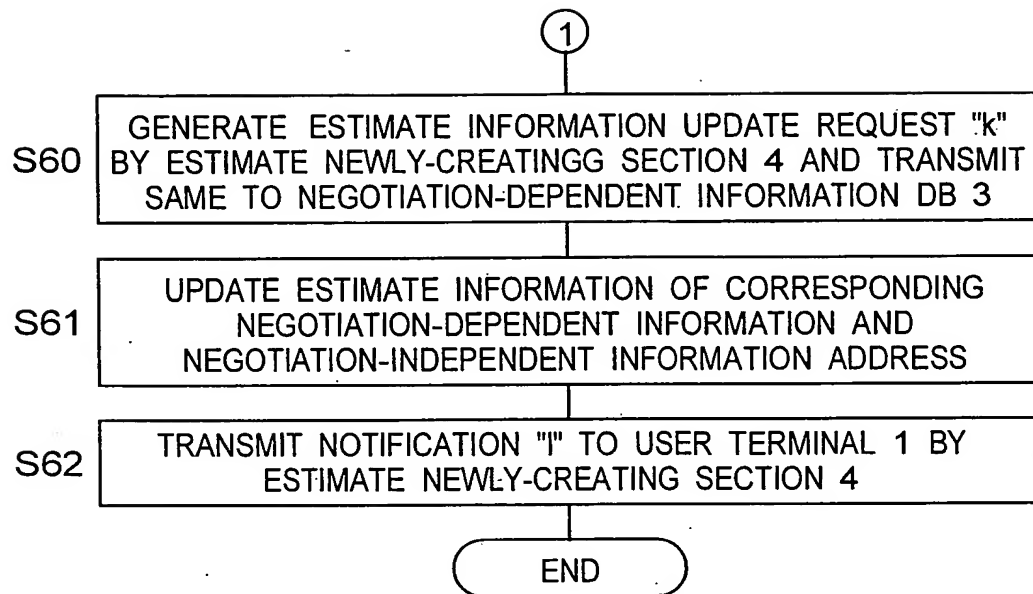 1
S60
GENERATE ESTIMATE INFORMATION UPDATE REQUEST "k"
BY ESTIMATE NEWLY-CREATINGG SECTION 4 AND TRANSMIT
SAME TO NEGOTIATION-DEPENDENT INFORMATION DB 3
S61
UPDATE ESTIMATE INFORMATION OF CORRESPONDING
NEGOTIATION-DEPENDENT INFORMATION AND
NEGOTIATION-INDEPENDENT INFORMATION ADDRESS
S62
TRANSMIT NOTIFICATION "l" TO USER TERMINAL 1 BY
ESTIMATE NEWLY-CREATING SECTION 4
END